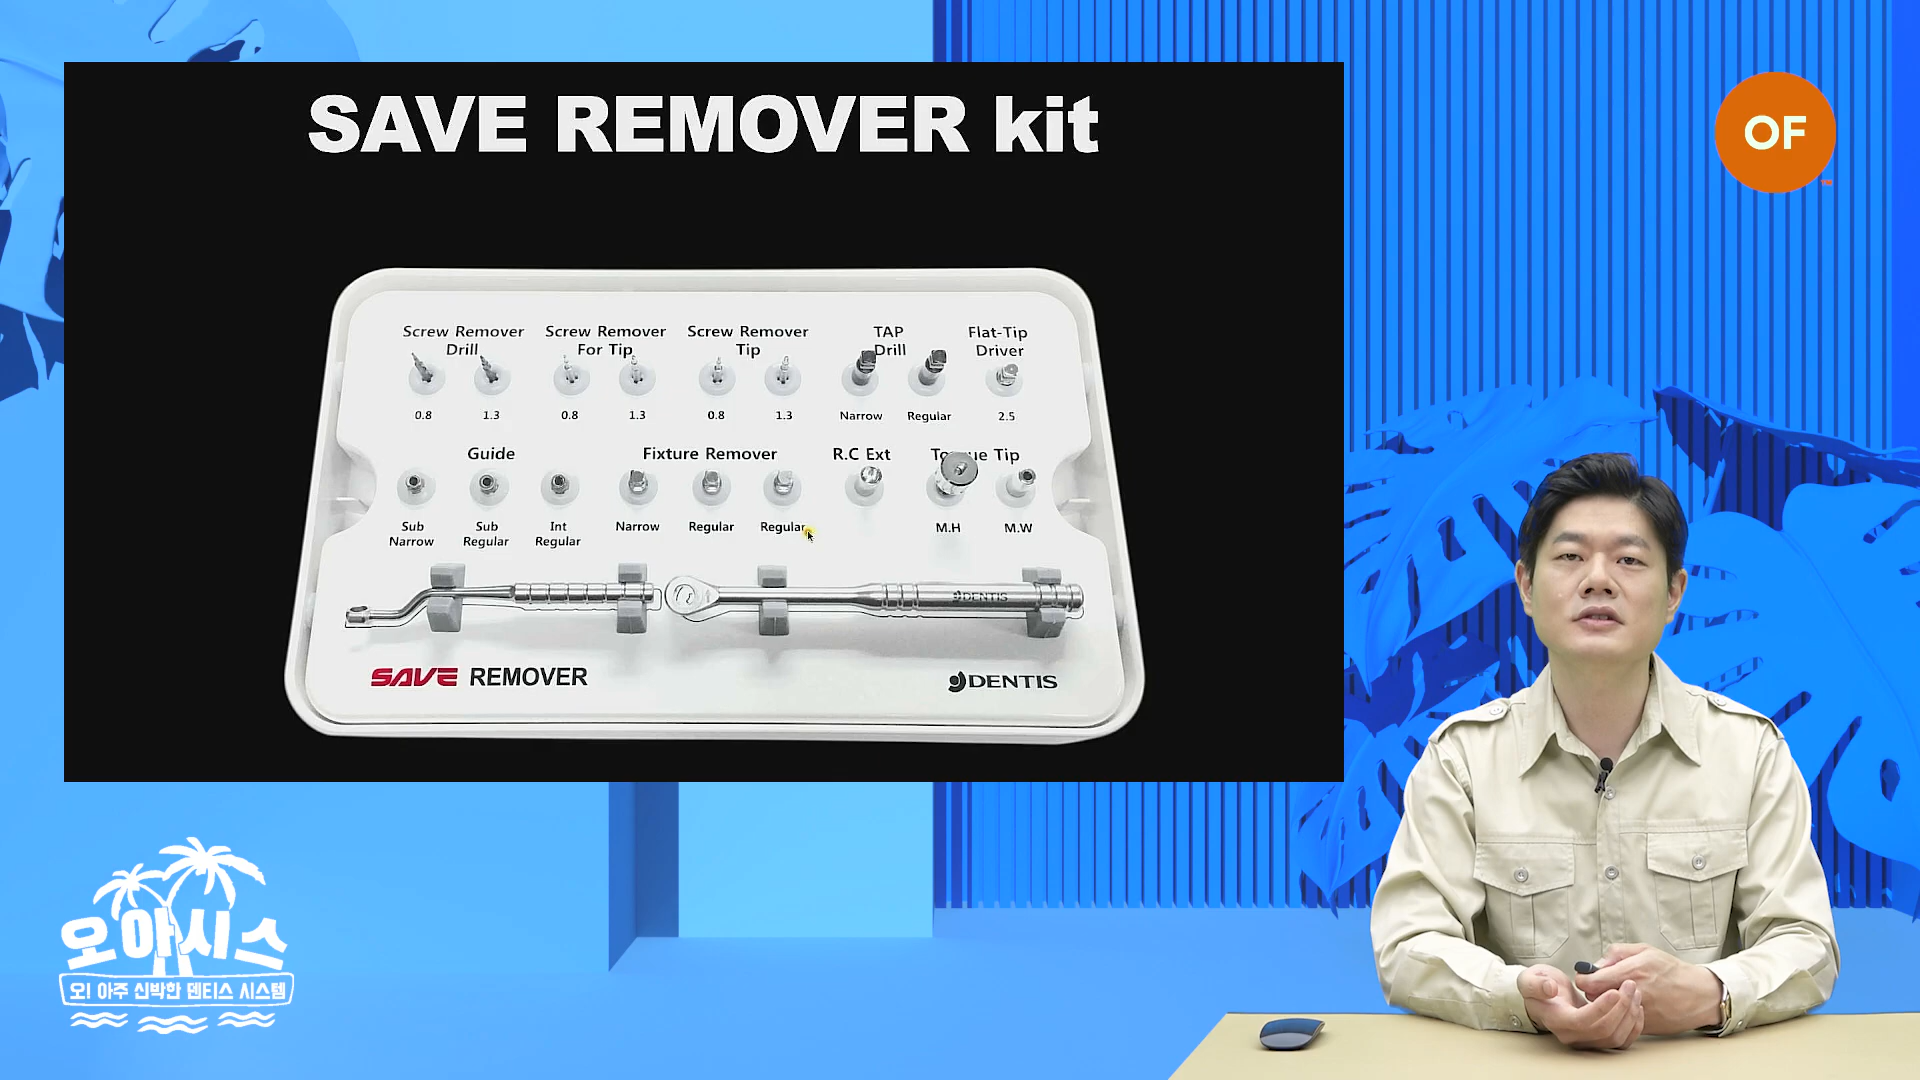 SAVE REMOVER kit
OF
TM
Screw Remover
Drill
Screw Remover
For Tip
Screw Remover
Tip
TAP
Drill
Flat-Tip
Driver
0.8
1.3
0.8
1.3
0.8
1.3
Narrow
Regular
2.5
Guide
Fixture Remover
R.C Ext
Tip
Sub
Narrow
Sub
Regular
Int
Regular
Narrow
Regular
Regular
M.H
M.W
DENTIS
SAVE REMOVER
DENTIS
오아시스
오! 아주 신박한 덴티스 시스템